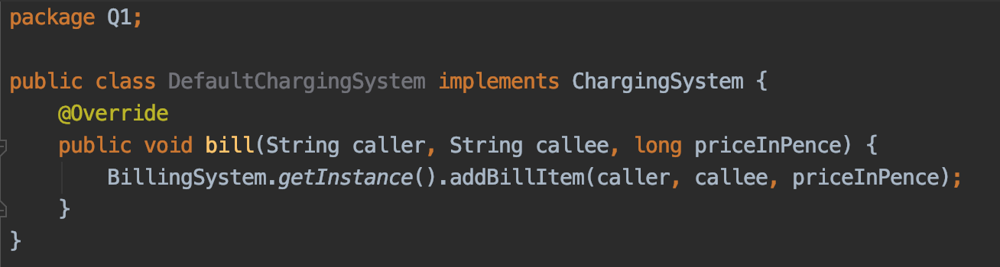 package Q1;
public class DefaultChargingSystem implements ChargingSystem {
@Override
public void bill(String caller, String callee, long priceInPence) {
BillingSystem.getInstance().addBillItem(caller, callee, priceInPence);
}
}